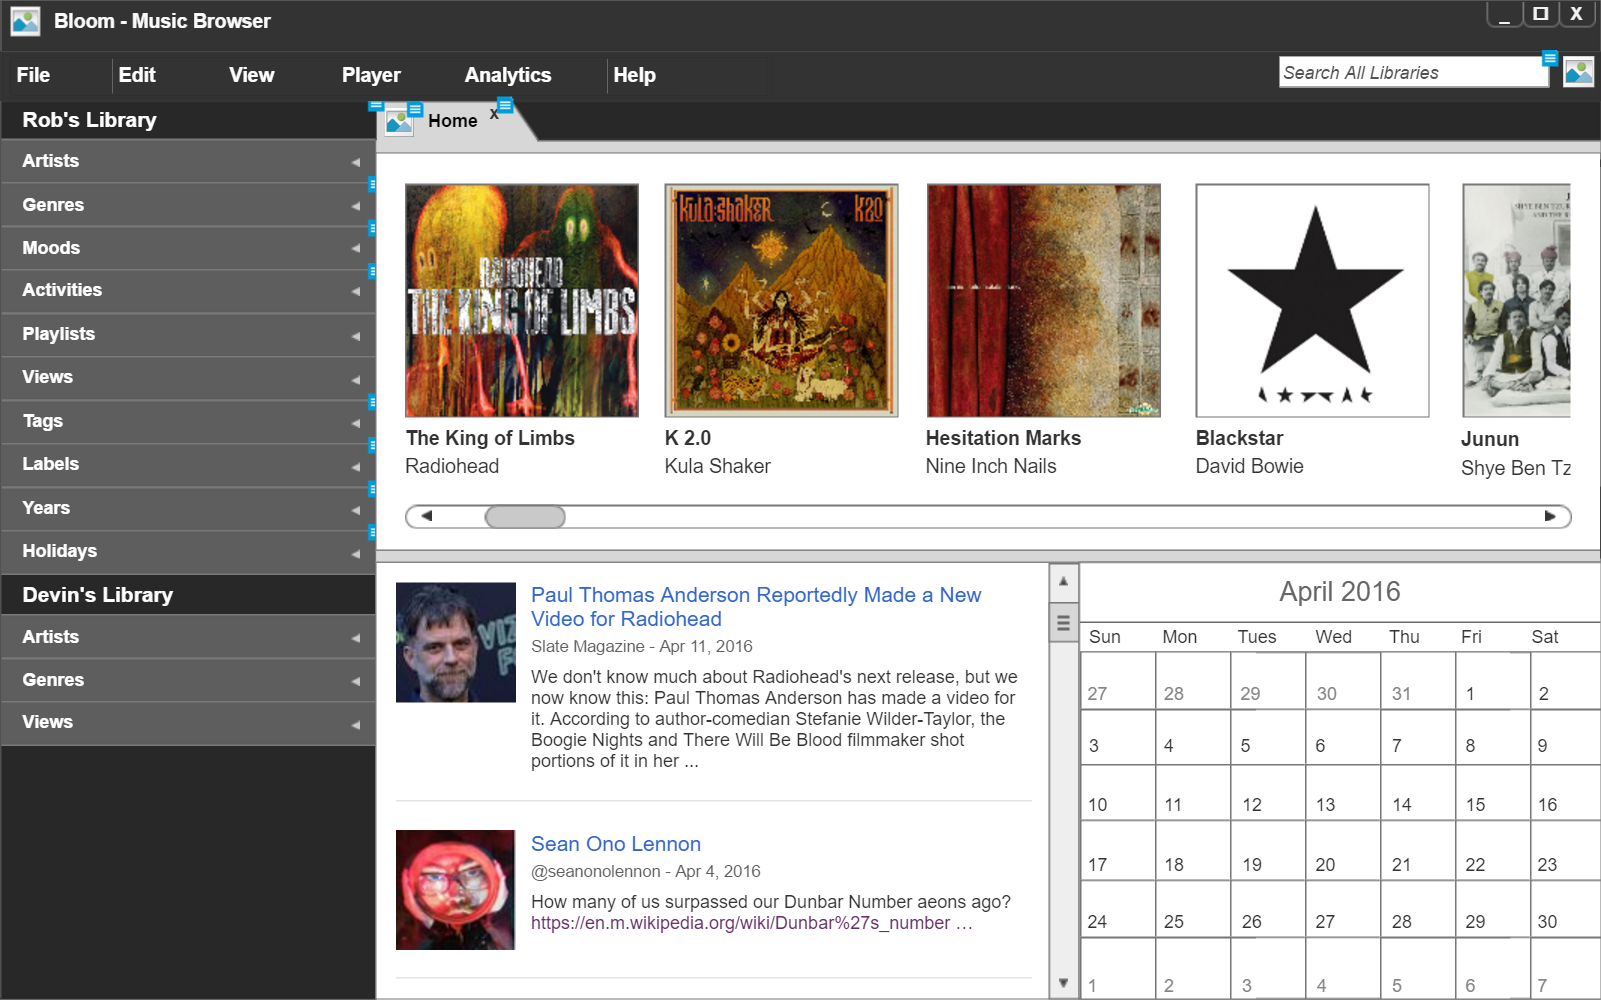 Bloom - Music Browser
_ X
File Edit View Player Analytics Help
Search All Libraries
Rob's Library
Artists
Genres
Moods
Activities
Playlists
Views
Tags
Labels
Years
Holidays
Devin's Library
Artists
Genres
Views
Home x
RADIOHEAD
THE KING OF LIMBS
KULA SHAKER K20
The King of Limbs
Radiohead
K 2.0
Kula Shaker
Hesitation Marks
Nine Inch Nails
Blackstar
David Bowie
SHYE BEN TZUR
AND THE R
Junun
Shye Ben Tz
Paul Thomas Anderson Reportedly Made a New
Video for Radiohead
Slate Magazine - Apr 11, 2016
We don't know much about Radiohead's next release, but we
now know this: Paul Thomas Anderson has made a video for
it. According to author-comedian Stefanie Wilder-Taylor, the
Boogie Nights and There Will Be Blood filmmaker shot
portions of it in her ...
Sean Ono Lennon
@seanonolennon - Apr 4, 2016
How many of us surpassed our Dunbar Number aeons ago?
https://en.m.wikipedia.org/wiki/Dunbar%27s_number …
April 2016
Sun Mon Tues Wed Thu Fri Sat
27 28 29 30 31 1 2
3 4 5 6 7 8 9
10 11 12 13 14 15 16
17 18 19 20 21 22 23
24 25 26 27 28 29 30
1 2 3 4 5 6 7